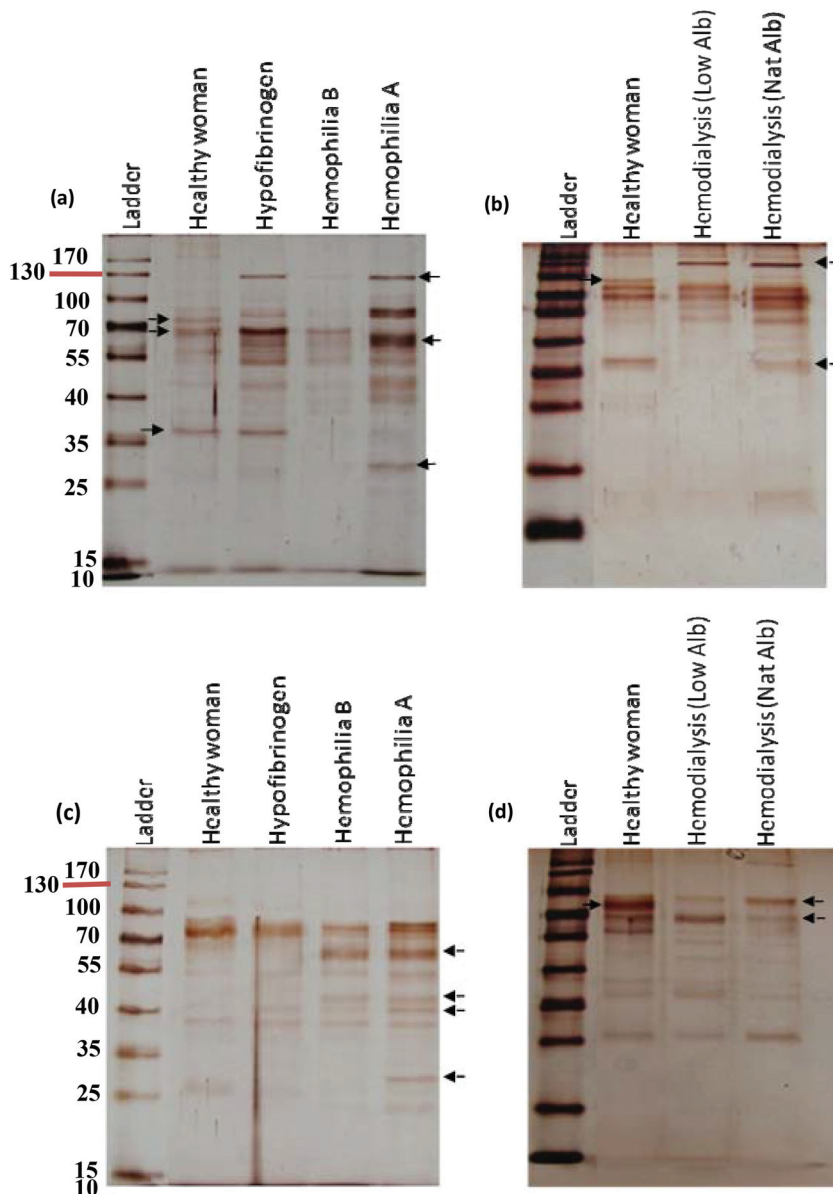 (a)
Ladder
Healthy woman
Hypofibrinogen
Hemophilia B
Hemophilia A
170
130
100
70
55
40
35
25
15
10
(b)
Ladder
Healthy woman
Hemodialysis (Low Alb)
Hemodialysis (Nat Alb)
(c)
Ladder
Healthy woman
Hypofibrinogen
Hemophilia B
Hemophilia A
170
130
100
70
55
40
35
25
15
10
(d)
Ladder
Healthy woman
Hemodialysis (Low Alb)
Hemodialysis (Nat Alb)